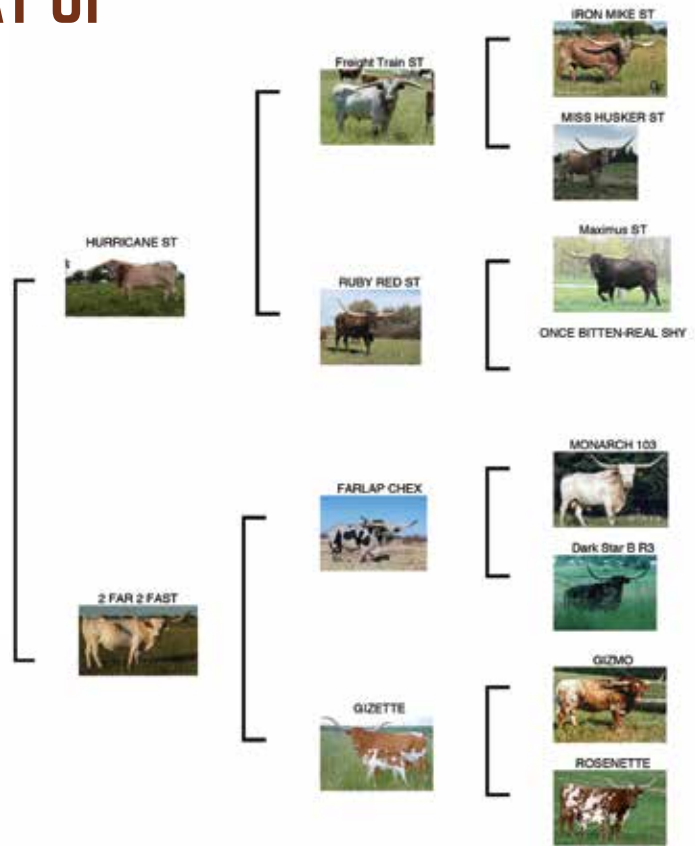 IRON MIKE ST
Freight Train ST
MISS HUSKER ST
HURRICANE ST
Maximus ST
RUBY RED ST
ONCE BITTEN-REAL SHY
MONARCH 103
FARLAP CHEX
Dark Star B R3
2 FAR 2 FAST
GIZMO
GIZETTE
ROSENETTE